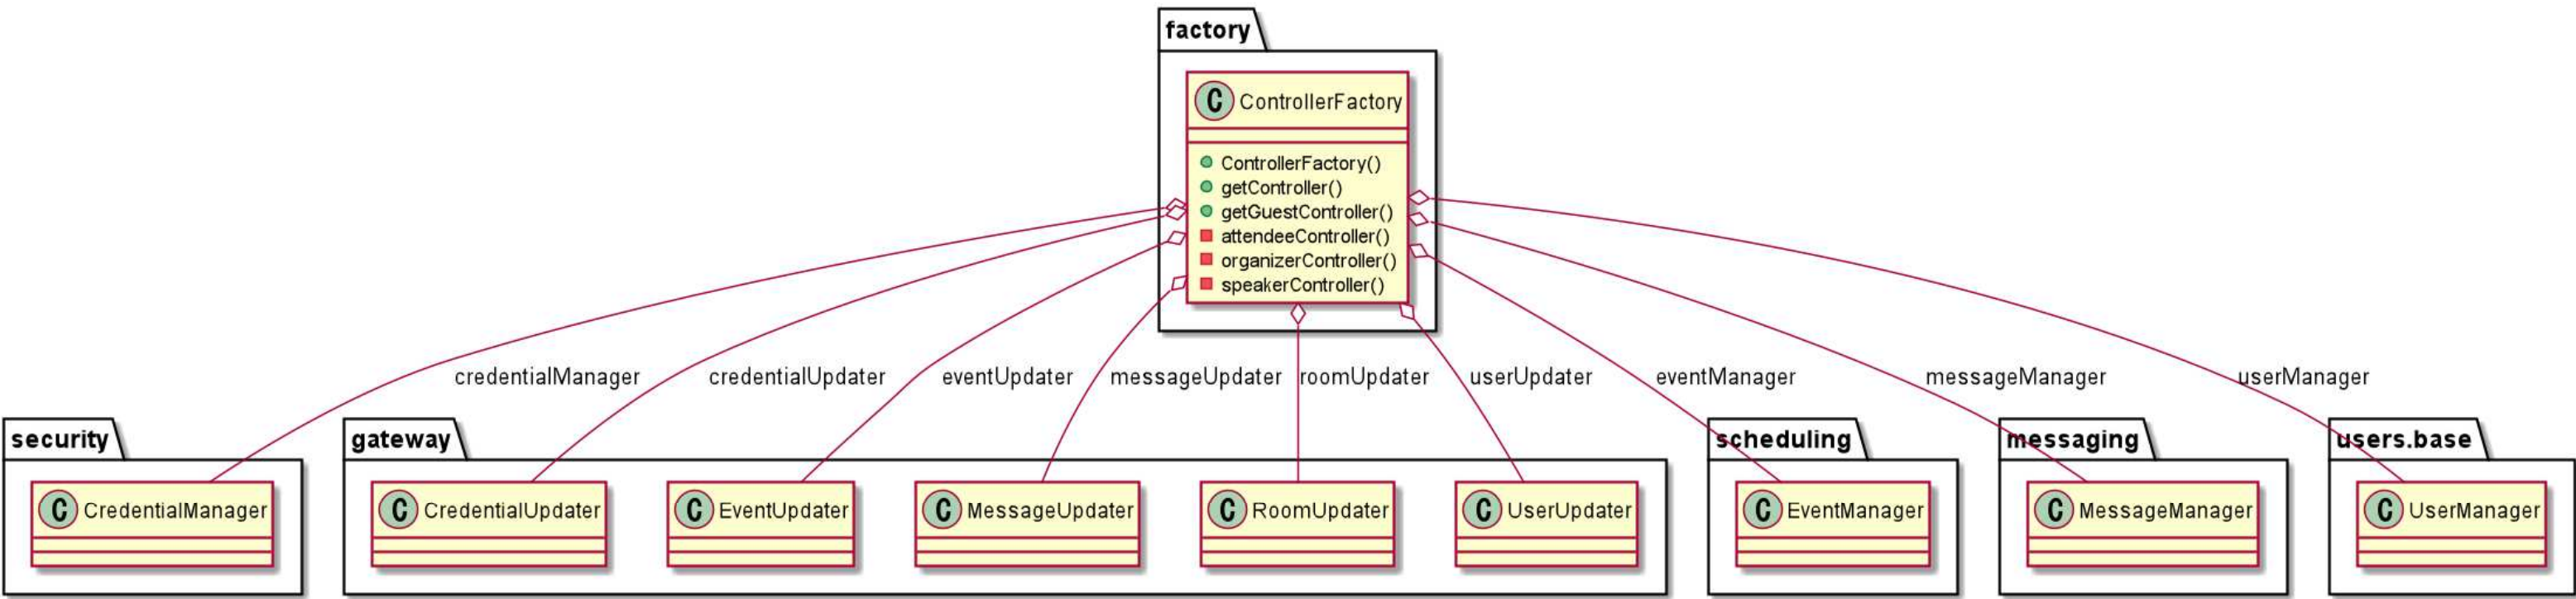 factory
C ControllerFactory
ControllerFactory()
getController()
getGuestController()
attendeeController()
organizerController()
speakerController()
credentialManager credentialUpdater eventUpdater messageUpdater roomUpdater userUpdater eventManager messageManager userManager
security gateway scheduling messaging users.base
C CredentialManager C CredentialUpdater C EventUpdater C MessageUpdater C RoomUpdater C UserUpdater C EventManager C MessageManager C UserManager